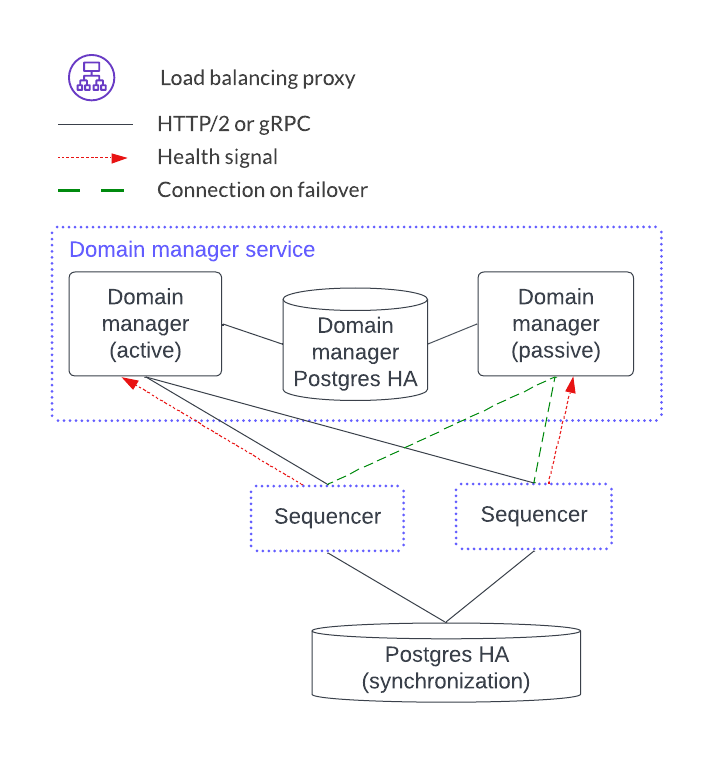 Load balancing proxy
HTTP/2 or gRPC
Health signal
Connection on failover
Domain manager service
Domain
manager
(active)
Domain
manager
Postgres HA
Domain
manager
(passive)
Sequencer
Sequencer
Postgres HA
(synchronization)